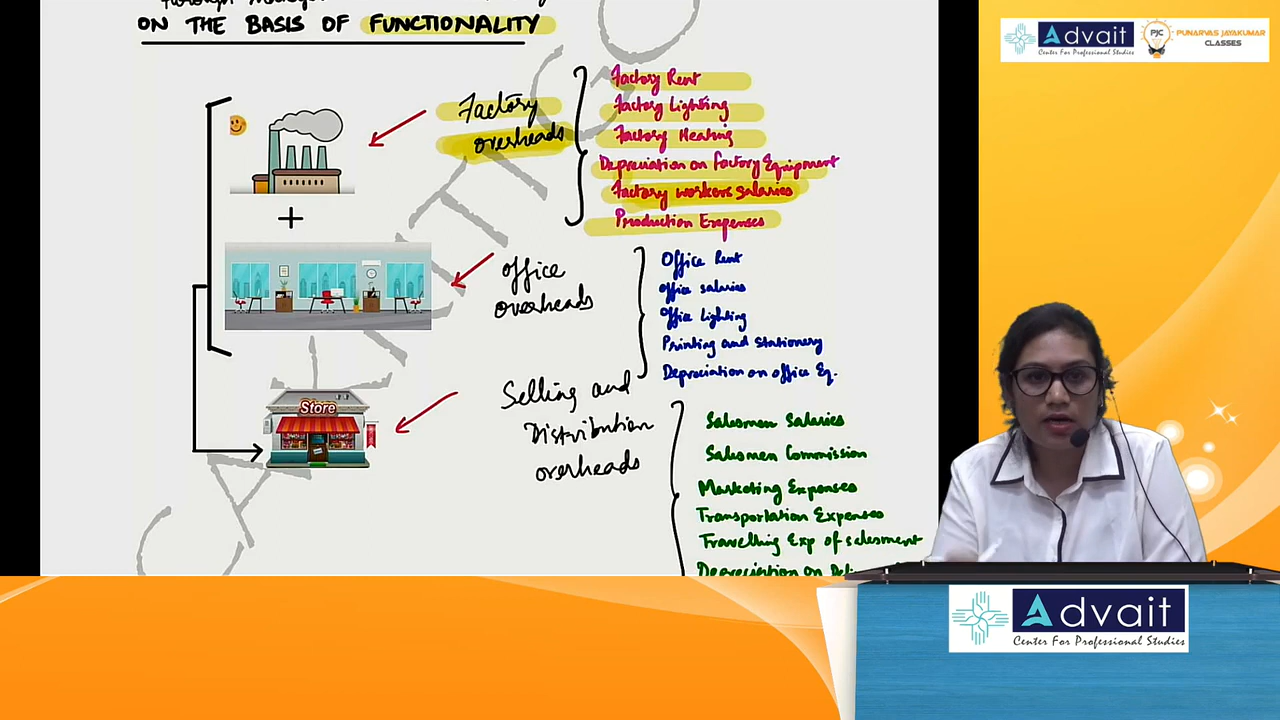 ON THE BASIS OF FUNCTIONALITY
Factory
overheads
Factory Rent
Factory Lighting
Factory Heating
Depreciation on factory Equipment
Factory workers salaries
Production Expenses
Office
overheads
Office Rent
Office salaries
Office Lighting
Printing and Stationery
Depreciation on office Eq.
Store
Selling and
Distribution
overheads
Salesmen Salaries
Salesmen Commission
Marketing Expenses
Transportation Expenses
Travelling Exp of salesment
Depreciation on
Advait
Center For Professional Studies
PJC
PUNARVAS JAYAKUMAR
CLASSES
Advait
Center For Professional Studies